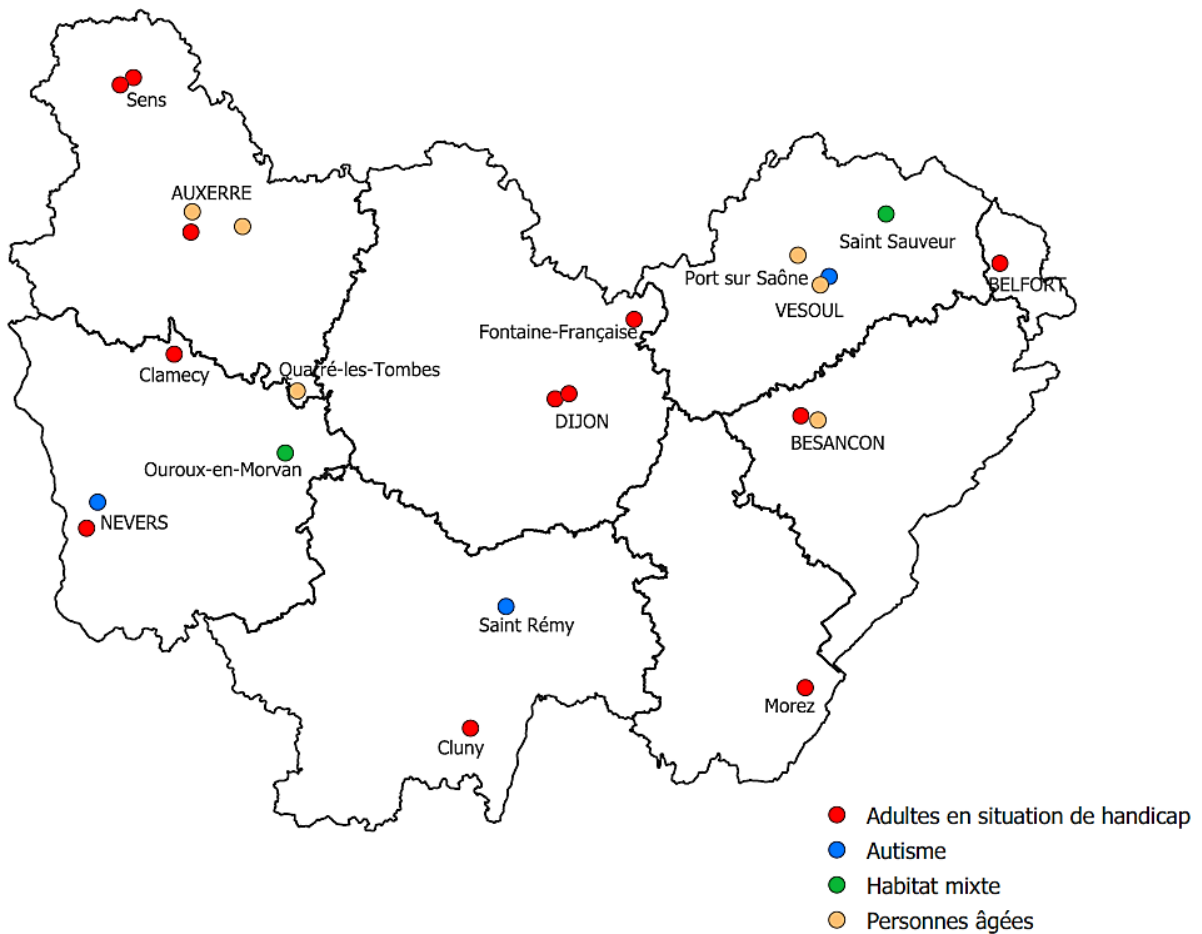 Sens
AUXERRE
Saint Sauveur
Port sur Saône
BELFORT
VESOUL
Fontaine-Française
Clamecy
Quarré-les-Tombes
DIJON
BESANCON
Ouroux-en-Morvan
NEVERS
Saint Rémy
Morez
Cluny
Adultes en situation de handicap
Autisme
Habitat mixte
Personnes âgées